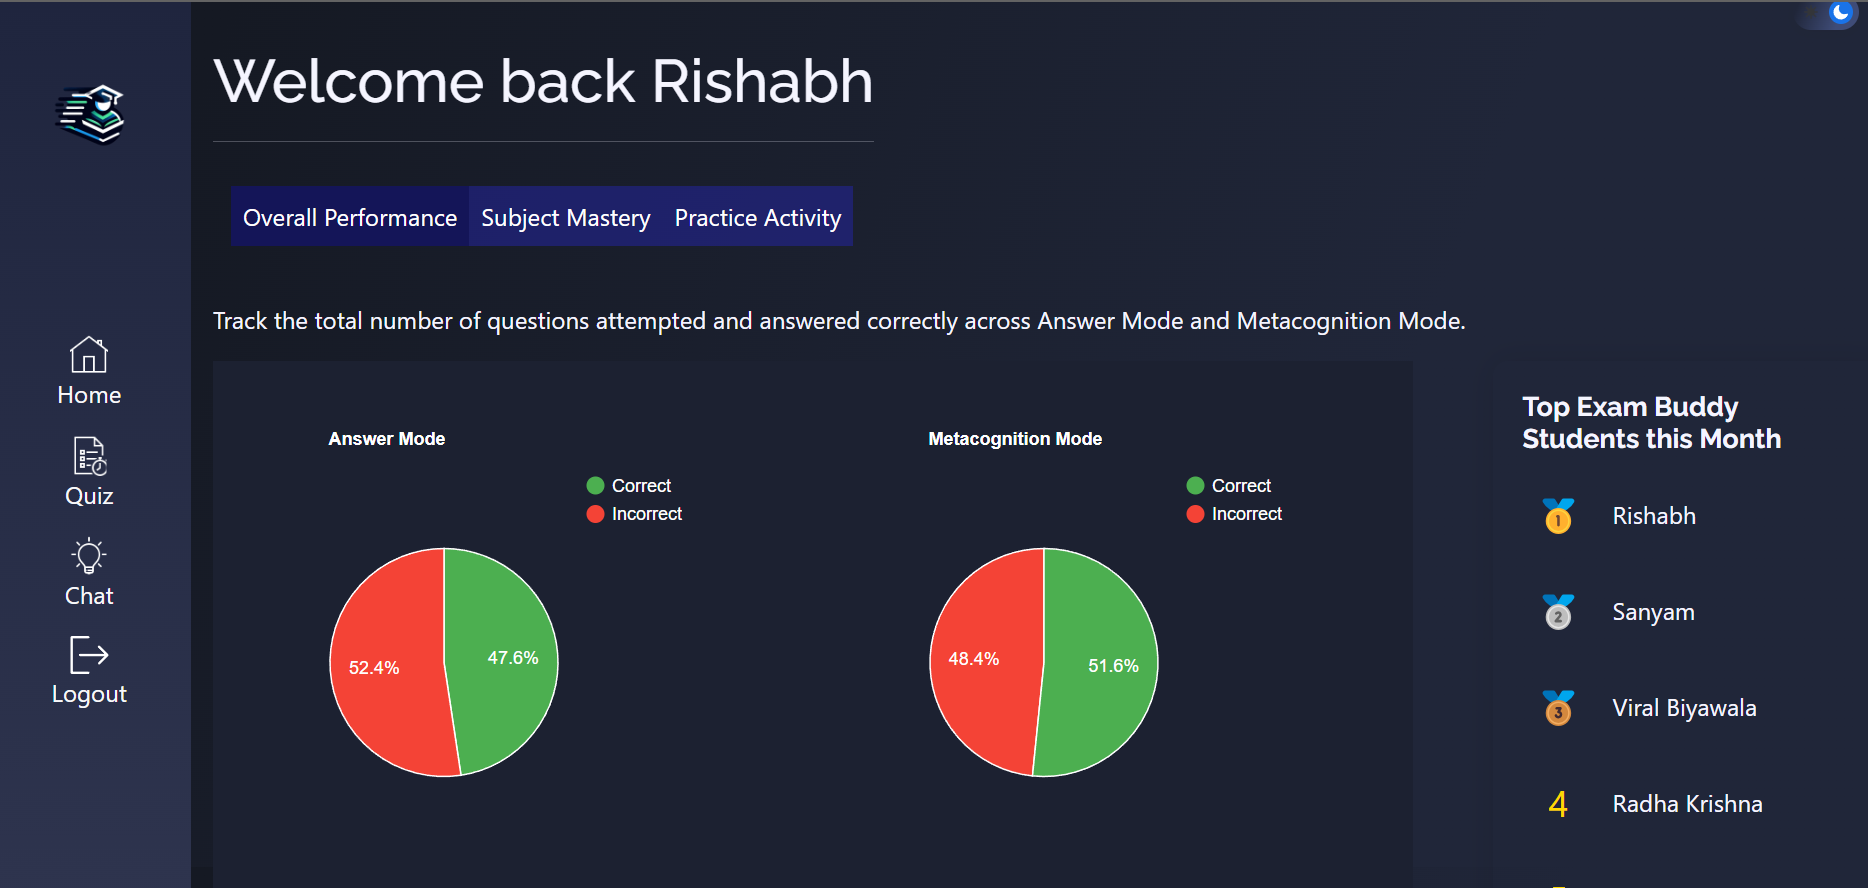 Welcome back Rishabh
Overall Performance
Subject Mastery
Practice Activity
Track the total number of questions attempted and answered correctly across Answer Mode and Metacognition Mode.
Home
Quiz
Chat
Logout
Answer Mode
Correct
Incorrect
52.4%
47.6%
Metacognition Mode
Correct
Incorrect
48.4%
51.6%
Top Exam Buddy
Students this Month
1 Rishabh
2 Sanyam
3 Viral Biyawala
4 Radha Krishna